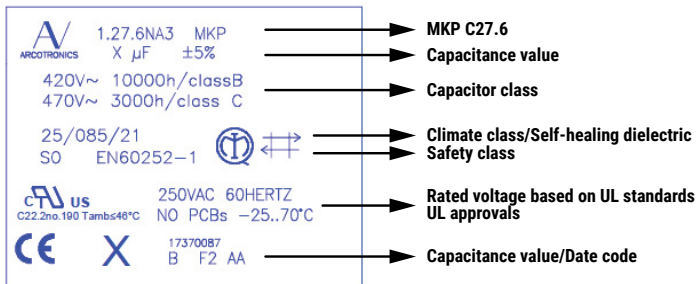 1.27.6NA3 MKP
ARCOTRONICS X µF ±5%
420V~ 10000h/classB
470V~ 3000h/class C
25/085/21
SO EN60252-1
c US 250VAC 60HERTZ
C22.2no.190 Tamb≤46°C NO PCBs -25..70°C
17370087
CE X B F2 AA
MKP C27.6
Capacitance value
Capacitor class
Climate class/Self-healing dielectric
Safety class
Rated voltage based on UL standards
UL approvals
Capacitance value/Date code